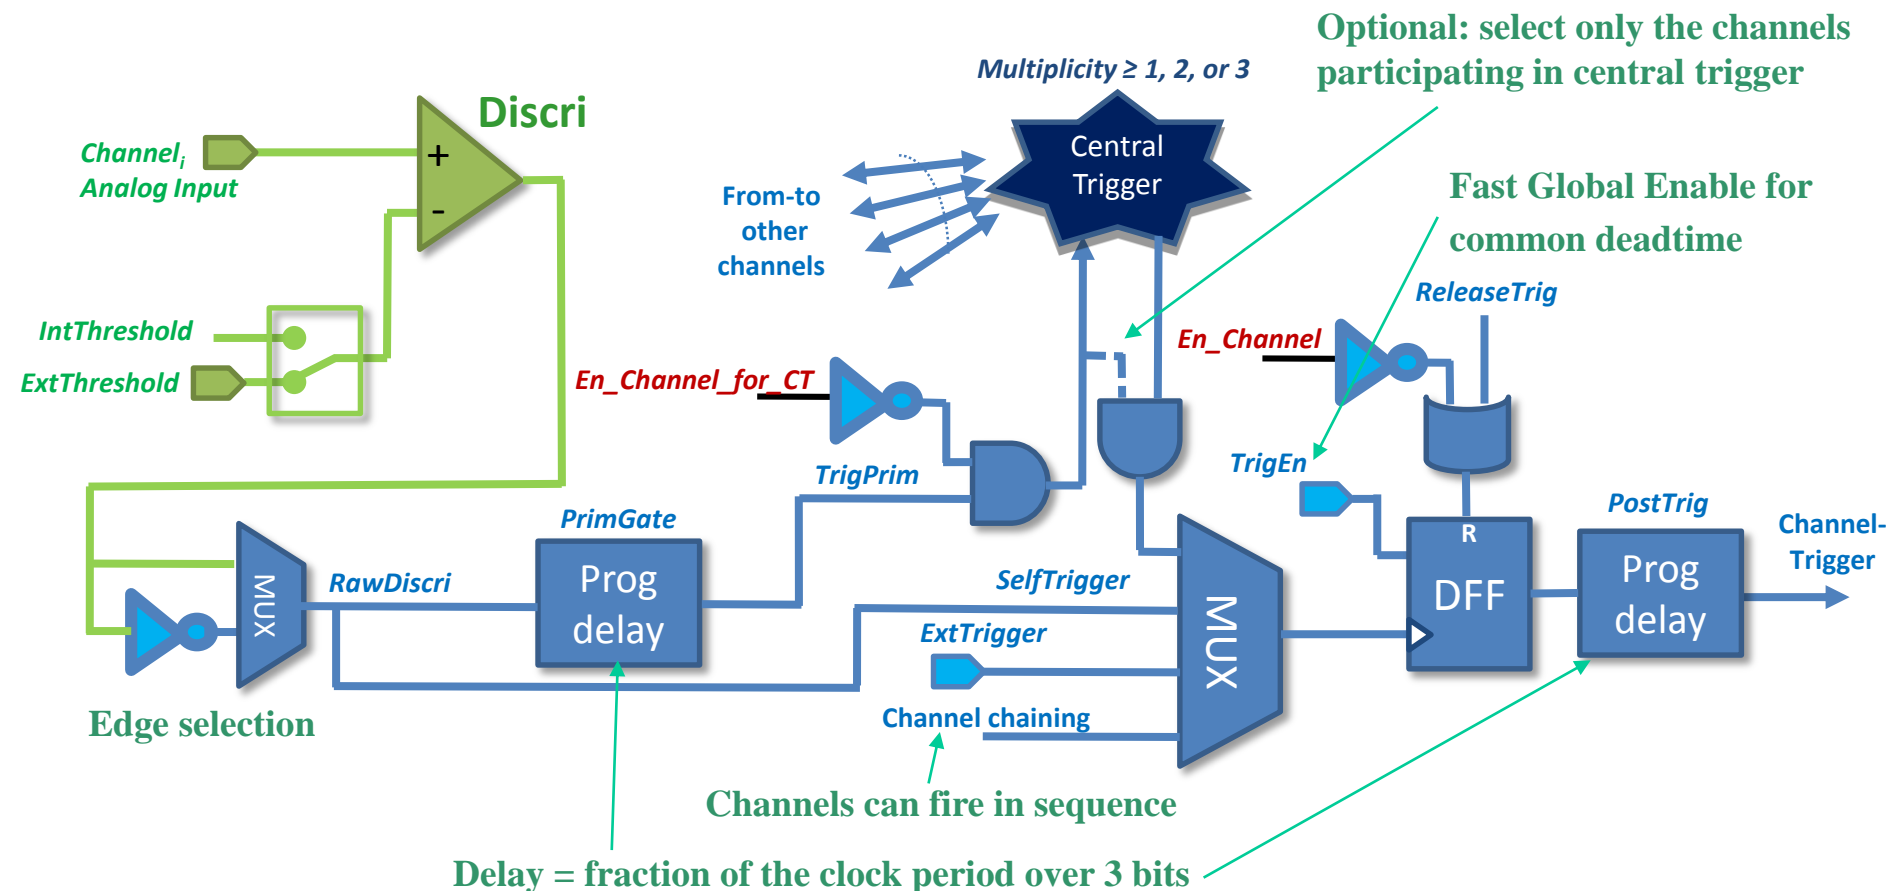 Optional: select only the channels
participating in central trigger
Multiplicity ≥ 1, 2, or 3
Discri
Channeli
Analog Input
+
-
Central
Trigger
From-to
other
channels
Fast Global Enable for
common deadtime
ReleaseTrig
IntThreshold
ExtThreshold
En_Channel_for_CT
En_Channel
TrigPrim
TrigEn
PrimGate
PostTrig
Channel-
Trigger
MUX
RawDiscri
Prog
delay
SelfTrigger
ExtTrigger
Channel chaining
MUX
R
DFF
Prog
delay
Edge selection
Channels can fire in sequence
Delay = fraction of the clock period over 3 bits